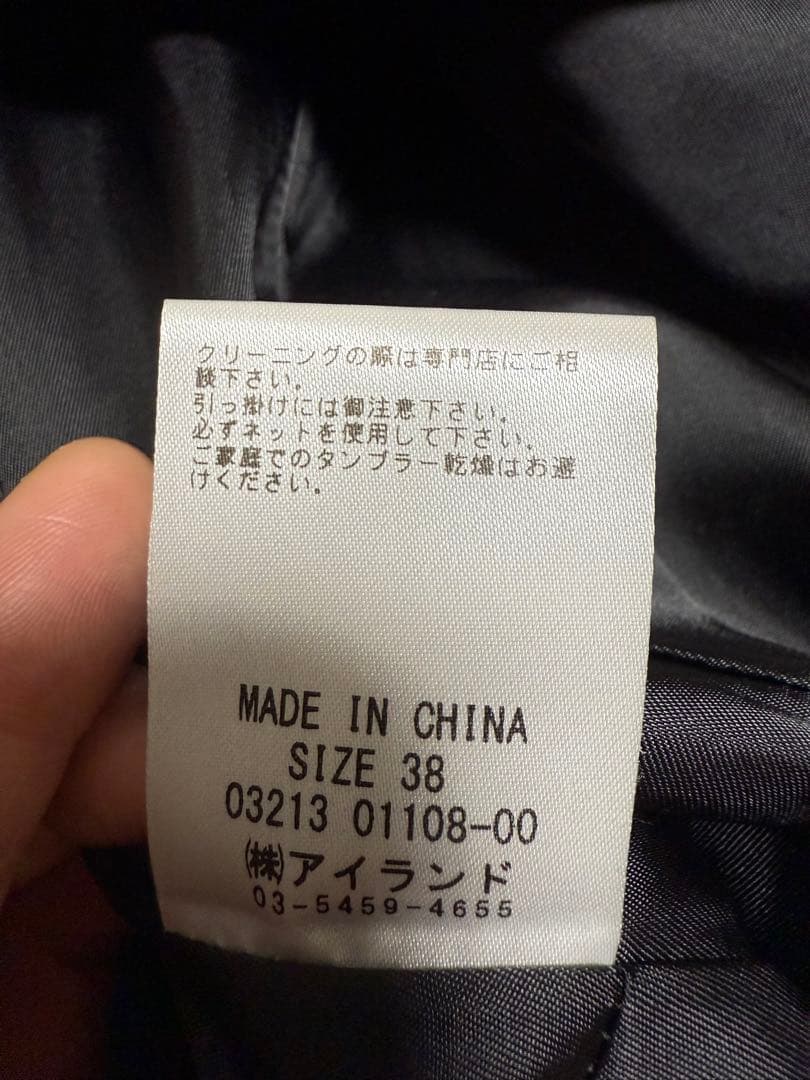 クリーニングの際は専門店にご相
談下さい。
引っ掛けには御注意下さい。
必ずネットを使用して下さい。
ご家庭でのタンブラー乾燥はお避
けください。
MADE IN CHINA
SIZE 38
03213 01108-00
㈱アイランド
03-5459-4655